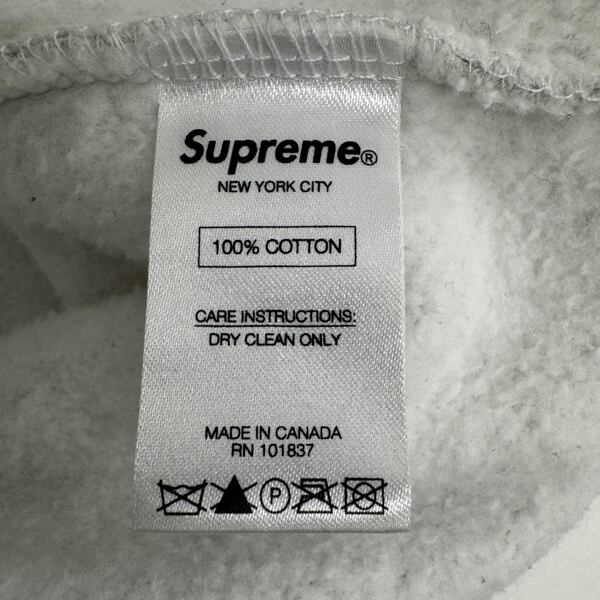 Supreme®
NEW YORK CITY
100% COTTON
CARE INSTRUCTIONS:
DRY CLEAN ONLY
MADE IN CANADA
RN 101837
P